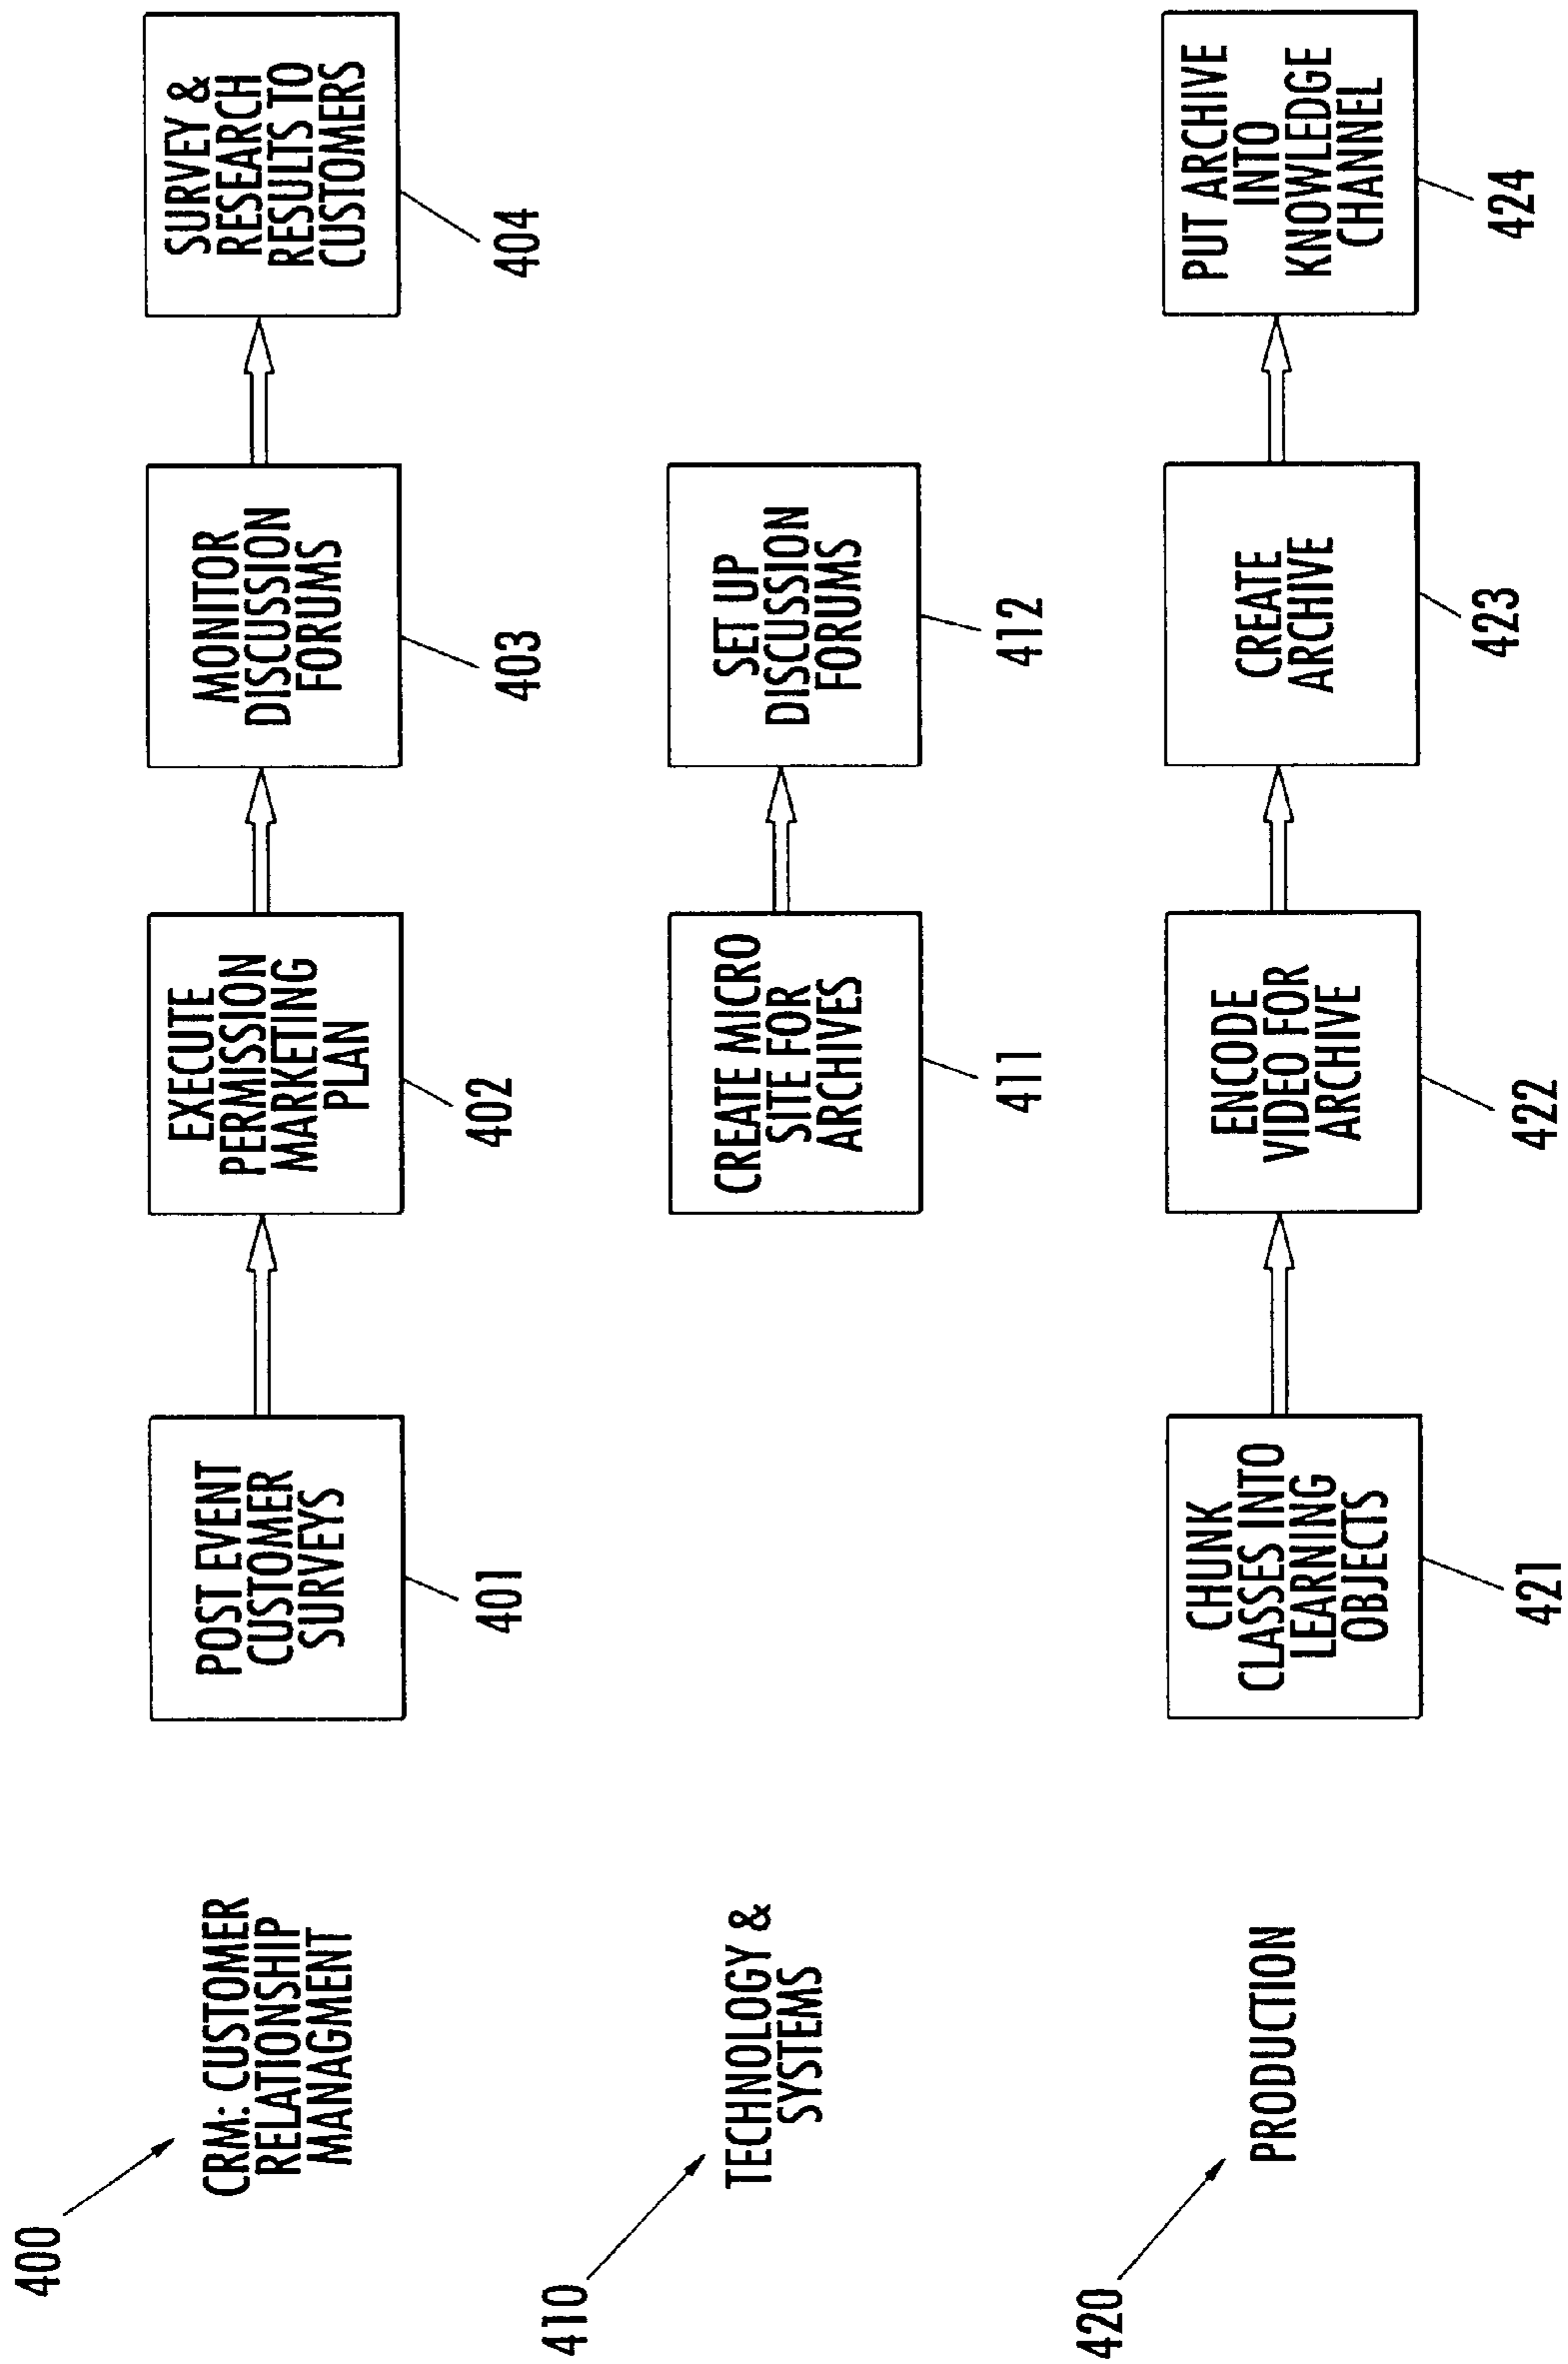 400
CRM: CUSTOMER
RELATIONSHIP
MANAGMENT
POST EVENT
CUSTOMER
SURVEYS
401
EXECUTE
PERMISSION
MARKETING
PLAN
402
MONITOR
DISCUSSION
FORUMS
403
SURVEY &
RESEARCH
RESULTS TO
CUSTOMERS
404
410
TECHNOLOGY &
SYSTEMS
CREATE MICRO
SITE FOR
ARCHIVES
411
SET UP
DISCUSSION
FORUMS
412
420
PRODUCTION
CHUNK
CLASSES INTO
LEARNING
OBJECTS
421
ENCODE
VIDEO FOR
ARCHIVE
422
CREATE
ARCHIVE
423
PUT ARCHIVE
INTO
KNOWLEDGE
CHANNEL
424